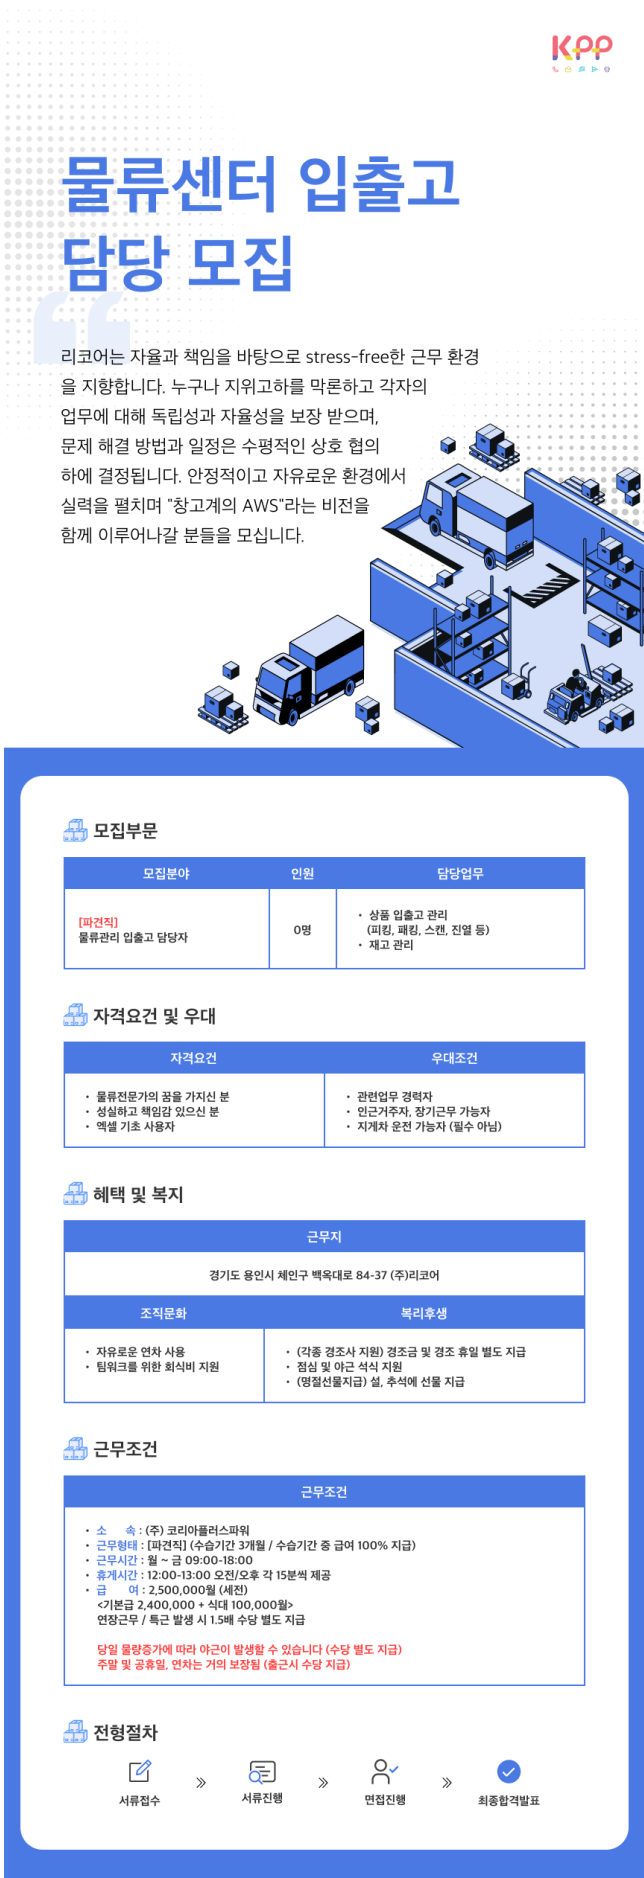 KPP
물류센터 입출고
담당 모집
리코어는 자율과 책임을 바탕으로 stress-free한 근무 환경
을 지향합니다. 누구나 지위고하를 막론하고 각자의
업무에 대해 독립성과 자율성을 보장 받으며,
문제 해결 방법과 일정은 수평적인 상호 협의
하에 결정됩니다. 안정적이고 자유로운 환경에서
실력을 펼치며 "창고계의 AWS"라는 비전을
함께 이루어나갈 분들을 모십니다.
모집부문
모집분야 인원 담당업무
[파견직]
물류관리 입출고 담당자
0명
• 상품 입출고 관리
(피킹, 패킹, 스캔, 진열 등)
• 재고 관리
자격요건 및 우대
자격요건 우대조건
• 물류전문가의 꿈을 가지신 분
• 성실하고 책임감 있으신 분
• 엑셀 기초 사용자
• 관련업무 경력자
• 인근거주자, 장기근무 가능자
• 지게차 운전 가능자 (필수 아님)
혜택 및 복지
근무지
경기도 용인시 체인구 백옥대로 84-37 (주)리코어
조직문화 복리후생
• 자유로운 연차 사용
• 팀워크를 위한 회식비 지원
• (각종 경조사 지원) 경조금 및 경조 휴일 별도 지급
• 점심 및 야근 석식 지원
• (명절선물지급) 설, 추석에 선물 지급
근무조건
근무조건
• 소 속 : (주) 코리아플러스파워
• 근무형태 : [파견직] (수습기간 3개월 / 수습기간 중 급여 100% 지급)
• 근무시간 : 월 ~ 금 09:00-18:00
• 휴게시간 : 12:00-13:00 오전/오후 각 15분씩 제공
• 급 여 : 2,500,000월 (세전)
<기본급 2,400,000 + 식대 100,000월>
연장근무 / 특근 발생 시 1.5배 수당 별도 지급
당일 물량증가에 따라 야근이 발생할 수 있습니다 (수당 별도 지급)
주말 및 공휴일, 연차는 거의 보장됨 (출근시 수당 지급)
전형절차
서류접수 » 서류진행 » 면접진행 » 최종합격발표